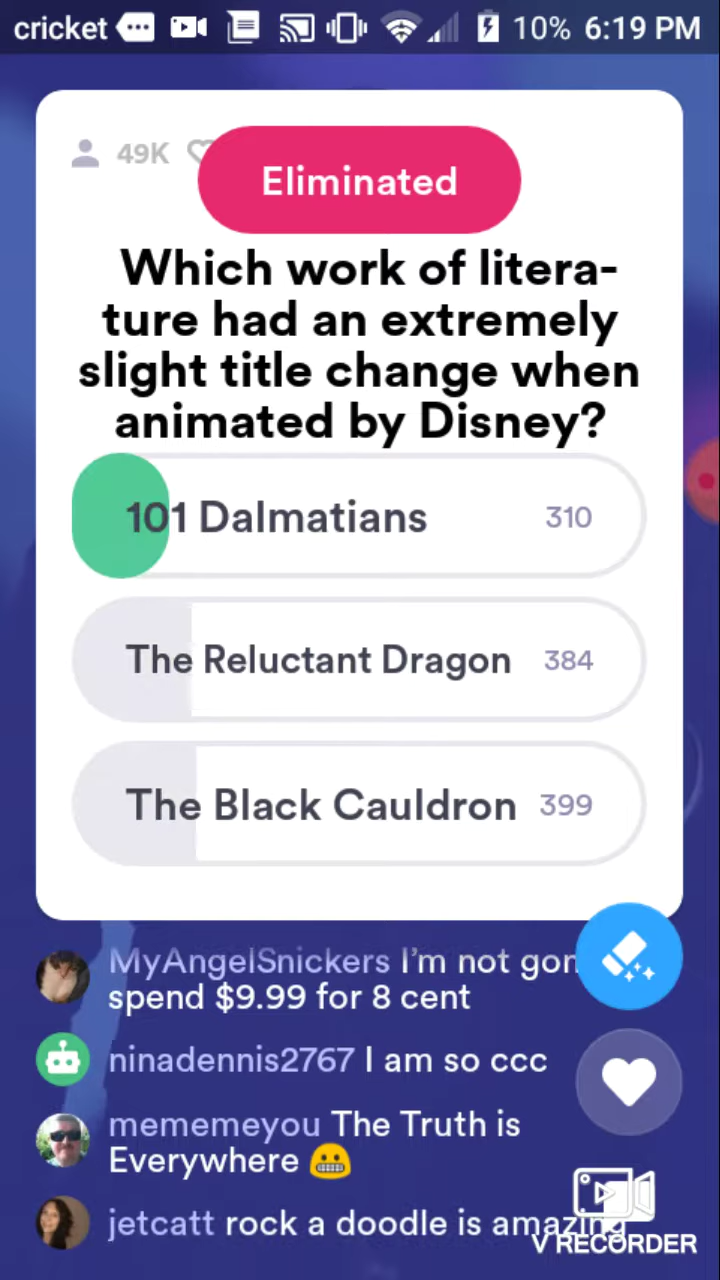 cricket 10% 6:19 PM
49K
Eliminated
Which work of litera-
ture had an extremely
slight title change when
animated by Disney?
101 Dalmatians 310
The Reluctant Dragon 384
The Black Cauldron 399
MyAngelSnickers I'm not gon
spend $9.99 for 8 cent
ninadennis2767 I am so ccc
mememeyou The Truth is
Everywhere 😬
jetcatt rock a doodle is amazing
V RECORDER